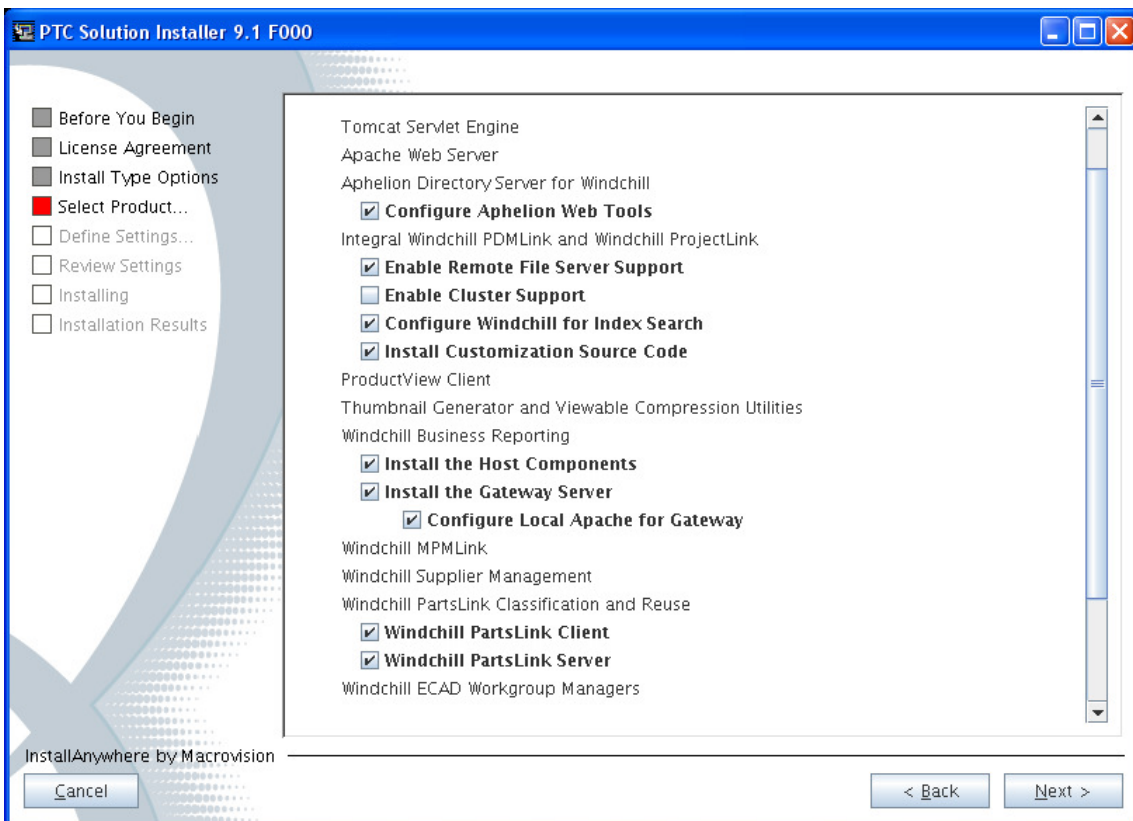 PTC Solution Installer 9.1 F000
Before You Begin
License Agreement
Install Type Options
Select Product...
Define Settings...
Review Settings
Installing
Installation Results
Tomcat Servlet Engine
Apache Web Server
Aphelion Directory Server for Windchill
Configure Aphelion Web Tools
Integral Windchill PDMLink and Windchill ProjectLink
Enable Remote File Server Support
Enable Cluster Support
Configure Windchill for Index Search
Install Customization Source Code
ProductView Client
Thumbnail Generator and Viewable Compression Utilities
Windchill Business Reporting
Install the Host Components
Install the Gateway Server
Configure Local Apache for Gateway
Windchill MPMLink
Windchill Supplier Management
Windchill PartsLink Classification and Reuse
Windchill PartsLink Client
Windchill PartsLink Server
Windchill ECAD Workgroup Managers
InstallAnywhere by Macrovision
Cancel
< Back
Next >